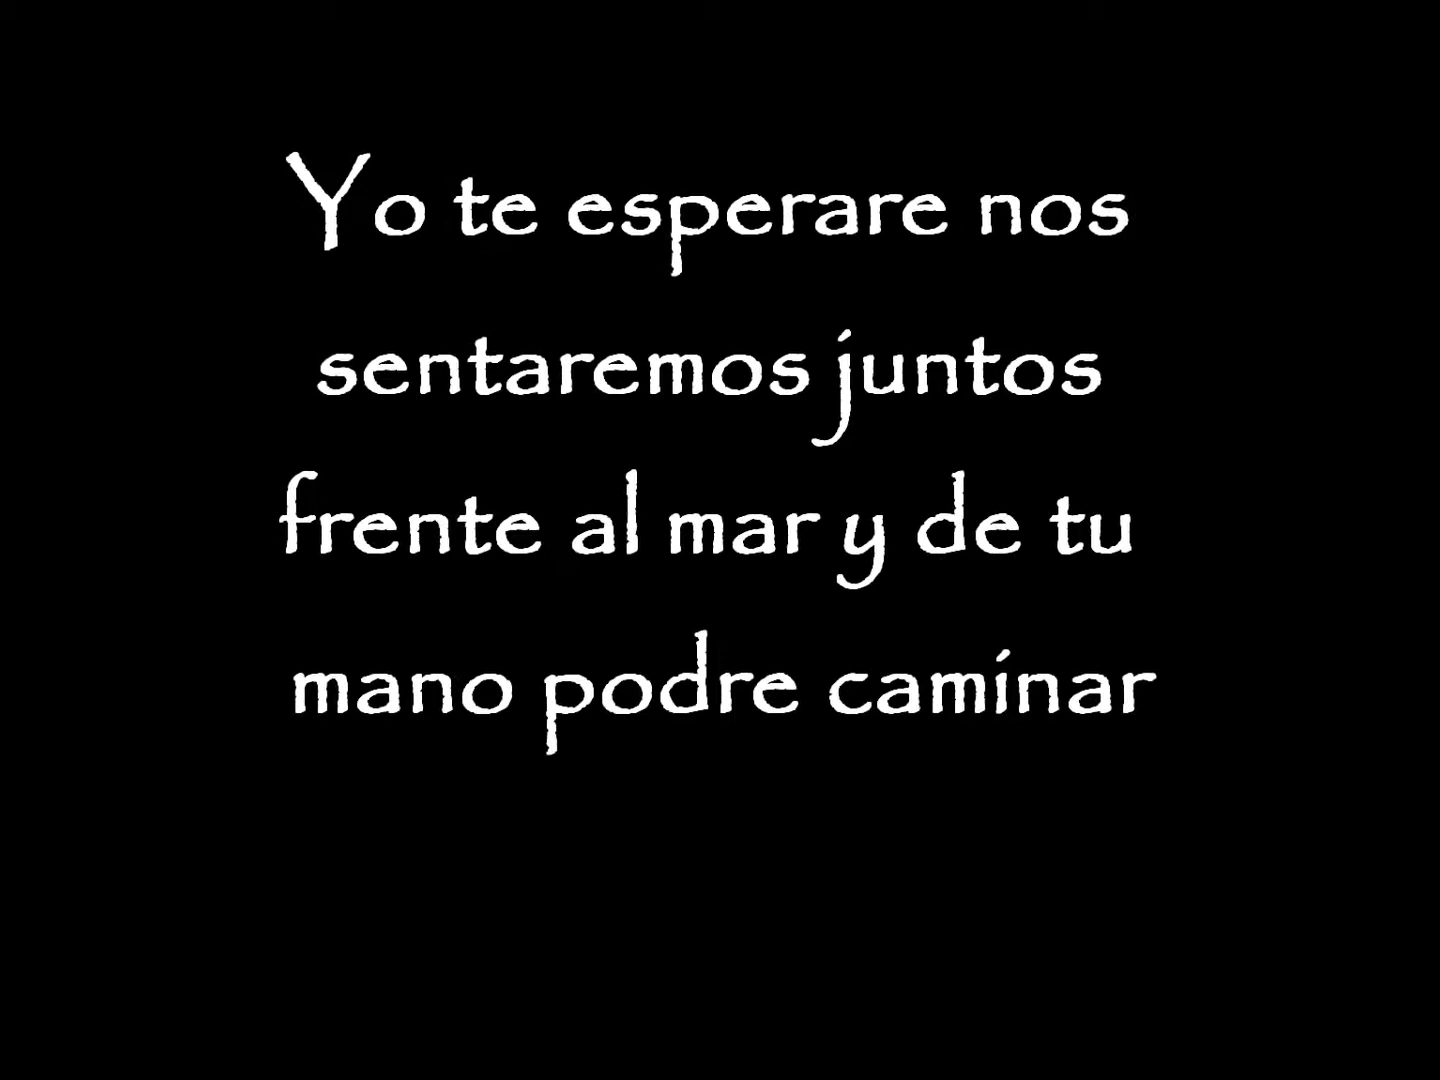 Yo te esperare nos
sentaremos juntos
frente al mar y de tu
mano podre caminar